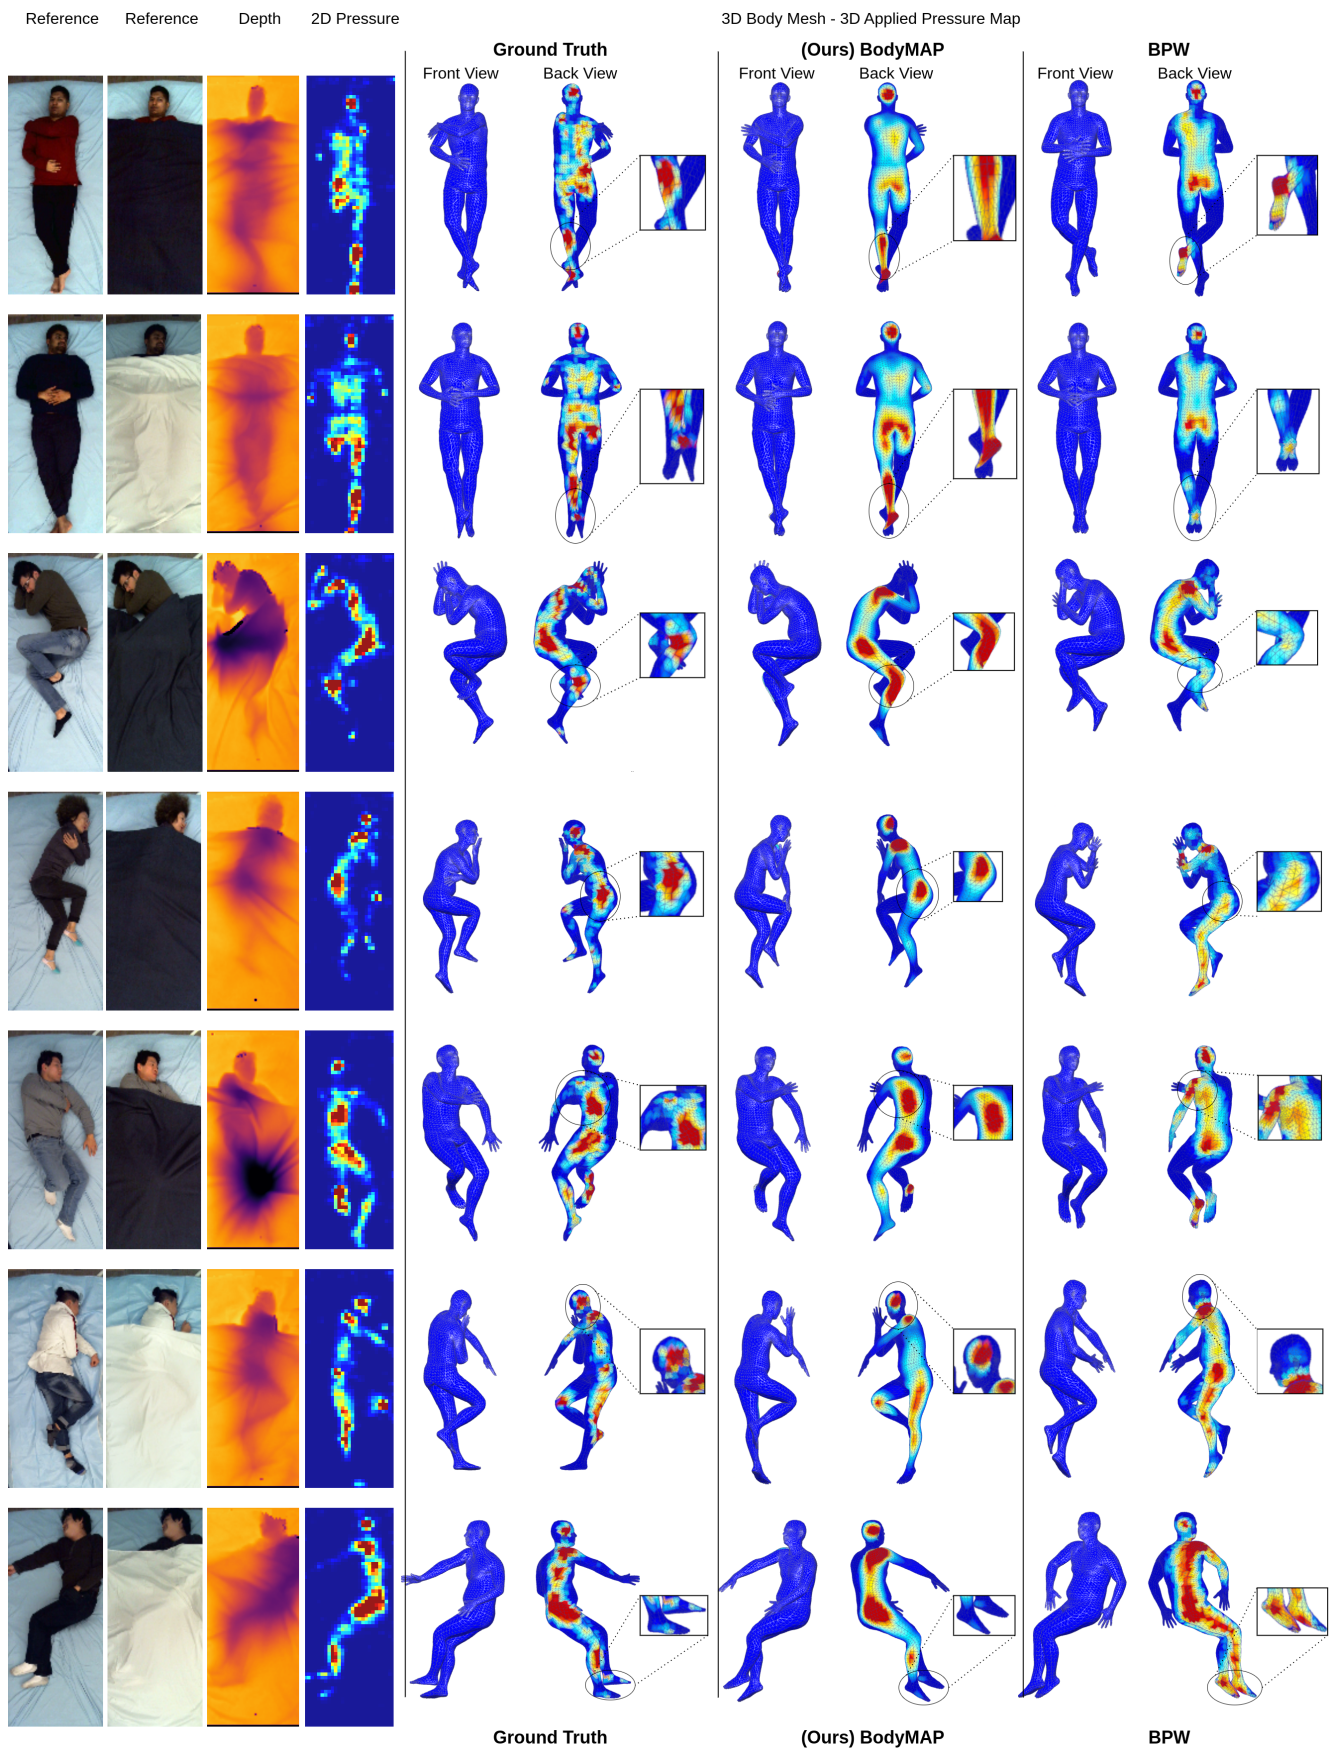 Reference Reference Depth 2D Pressure 3D Body Mesh - 3D Applied Pressure Map
Ground Truth (Ours) BodyMAP BPW
Front View Back View Front View Back View Front View Back View
Ground Truth (Ours) BodyMAP BPW